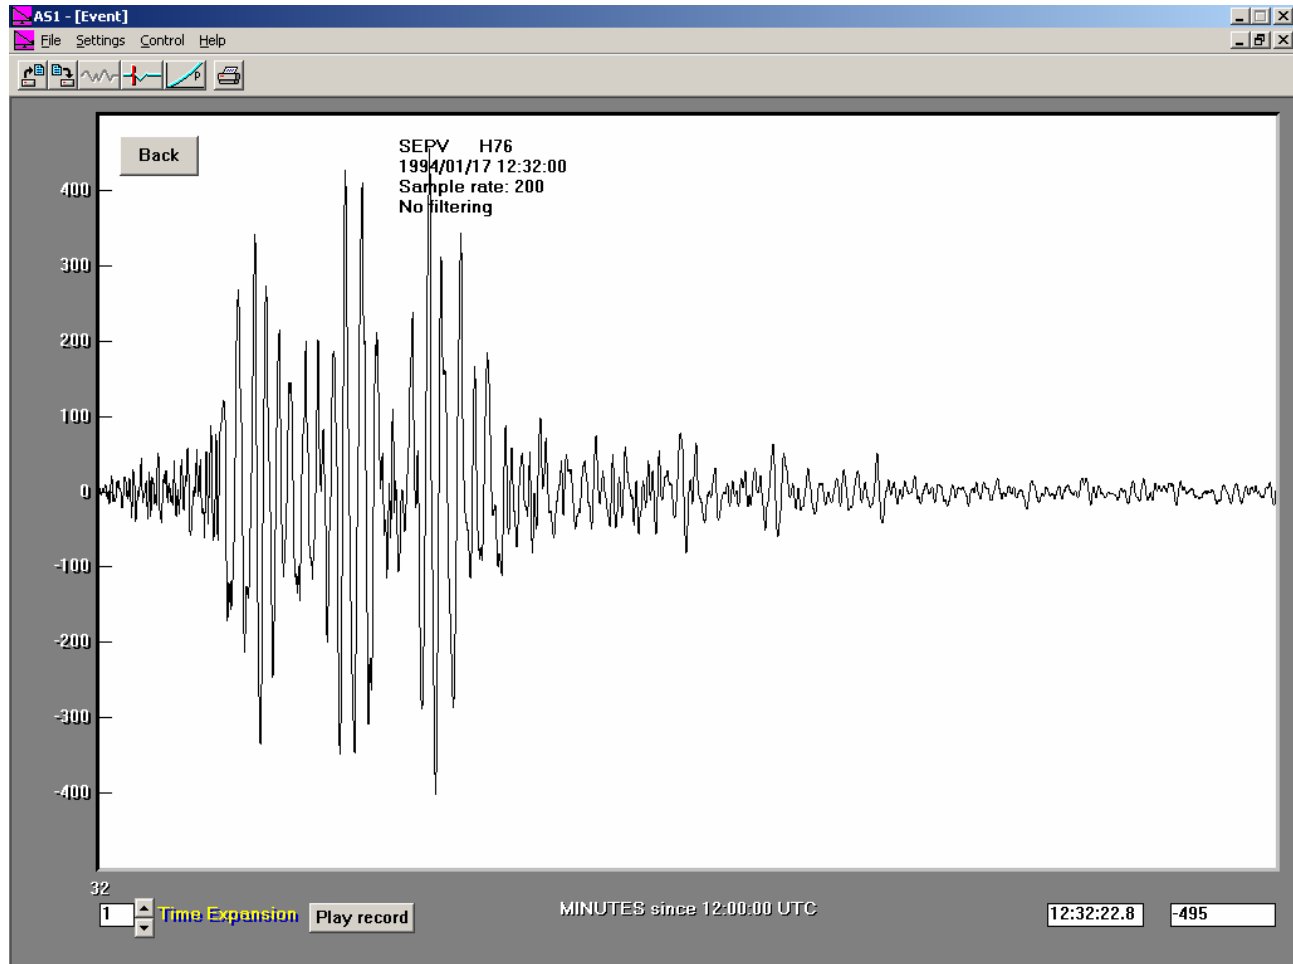 AS1 - [Event]
File Settings Control Help
P
Back
SEPV H76
1994/01/17 12:32:00
Sample rate: 200
No filtering
400
300
200
100
0
-100
-200
-300
-400
32
1 Time Expansion Play record MINUTES since 12:00:00 UTC 12:32:22.8 -495